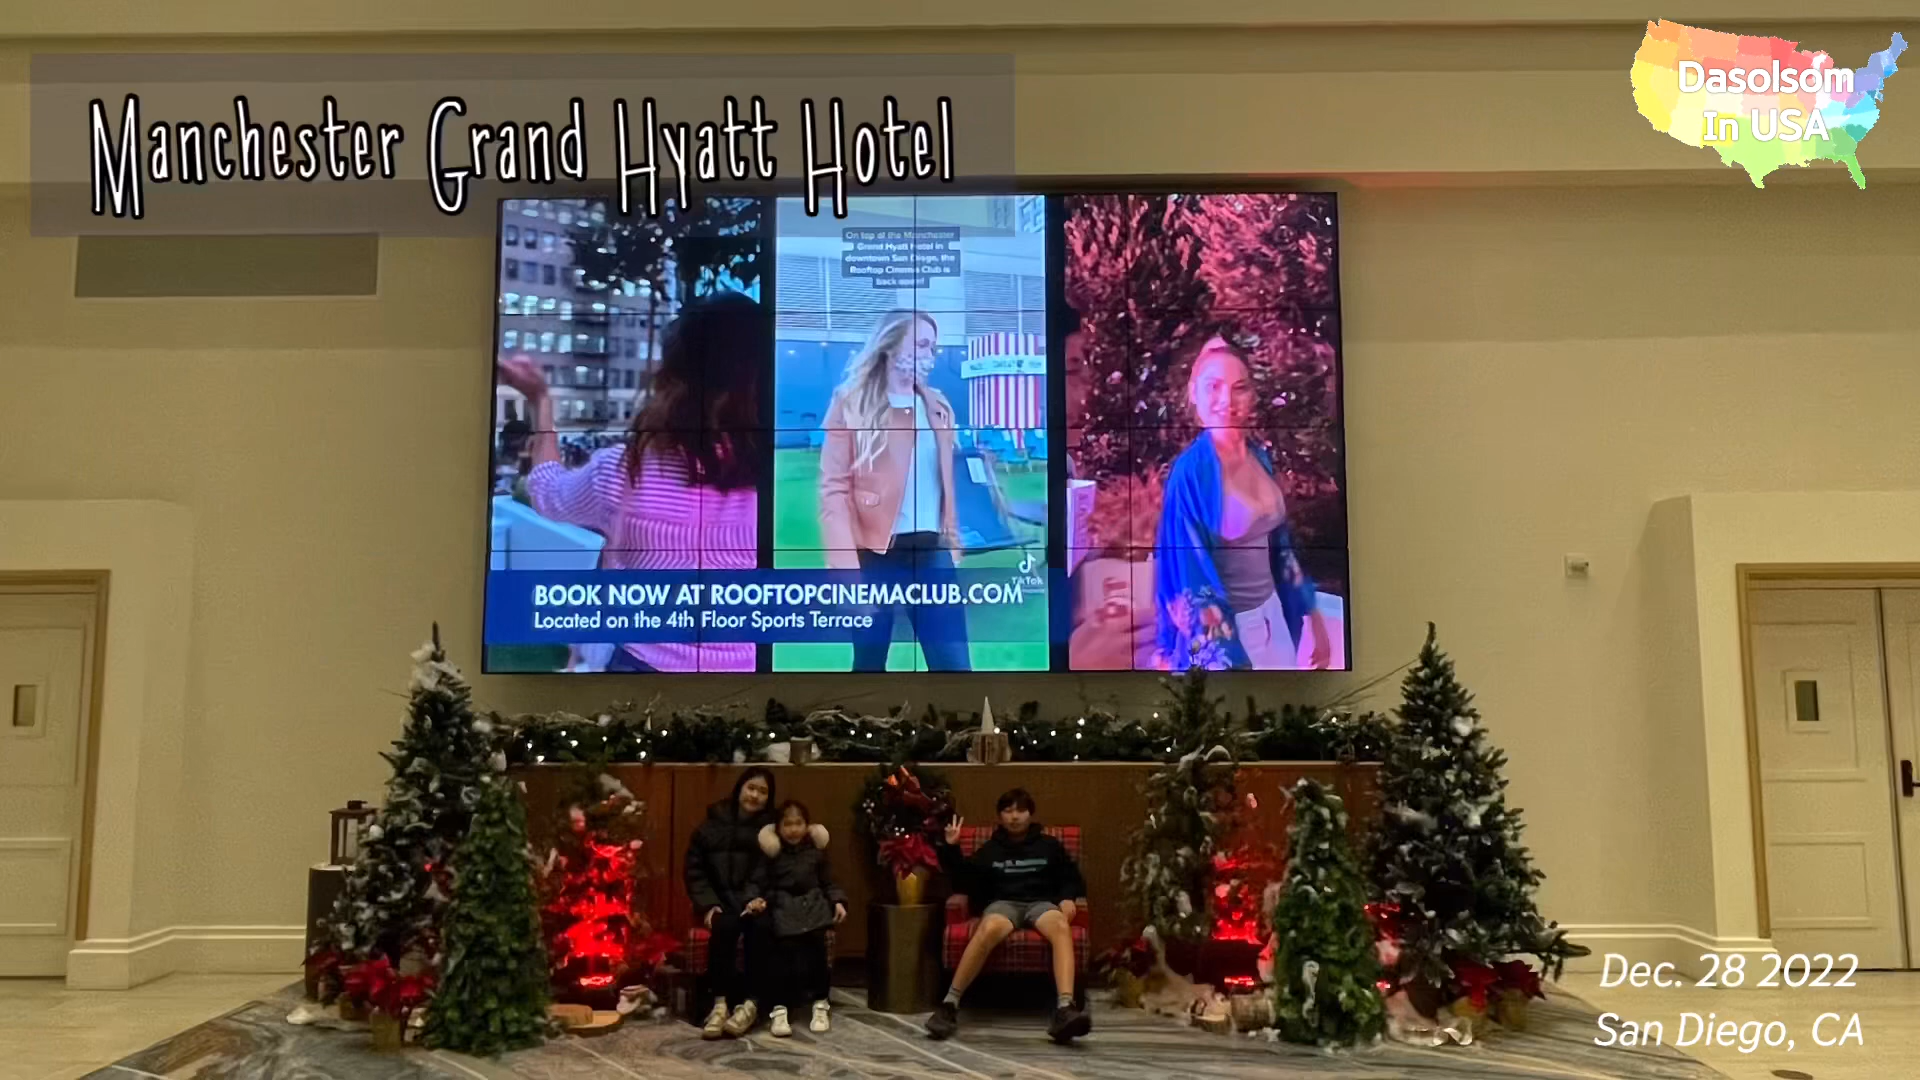 Manchester Grand Hyatt Hotel
Dasolsom
In USA
On top of the Manchester
Grand Hyatt Hotel in
downtown San Diego, the
Rooftop Cinema Club is
back again!
TikTok
BOOK NOW AT ROOFTOPCINEMACLUB.COM
Located on the 4th Floor Sports Terrace
Dec. 28 2022
San Diego, CA